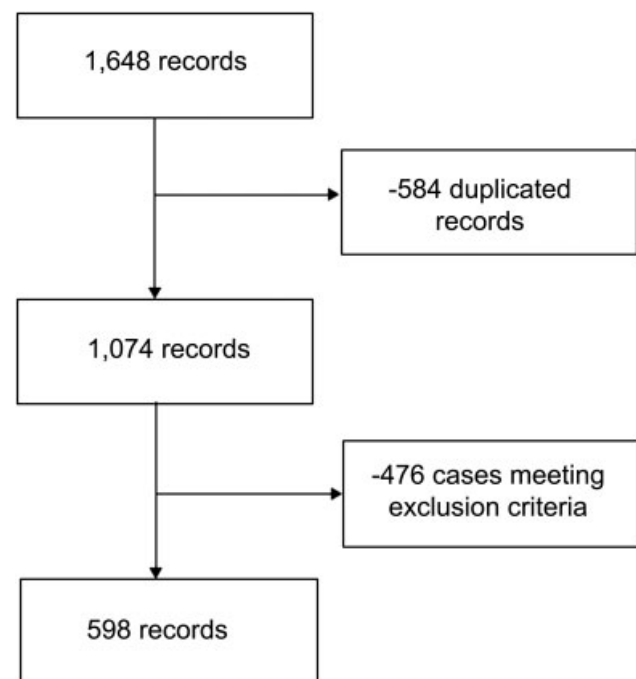 1,648 records
-584 duplicated
records
1,074 records
-476 cases meeting
exclusion criteria
598 records